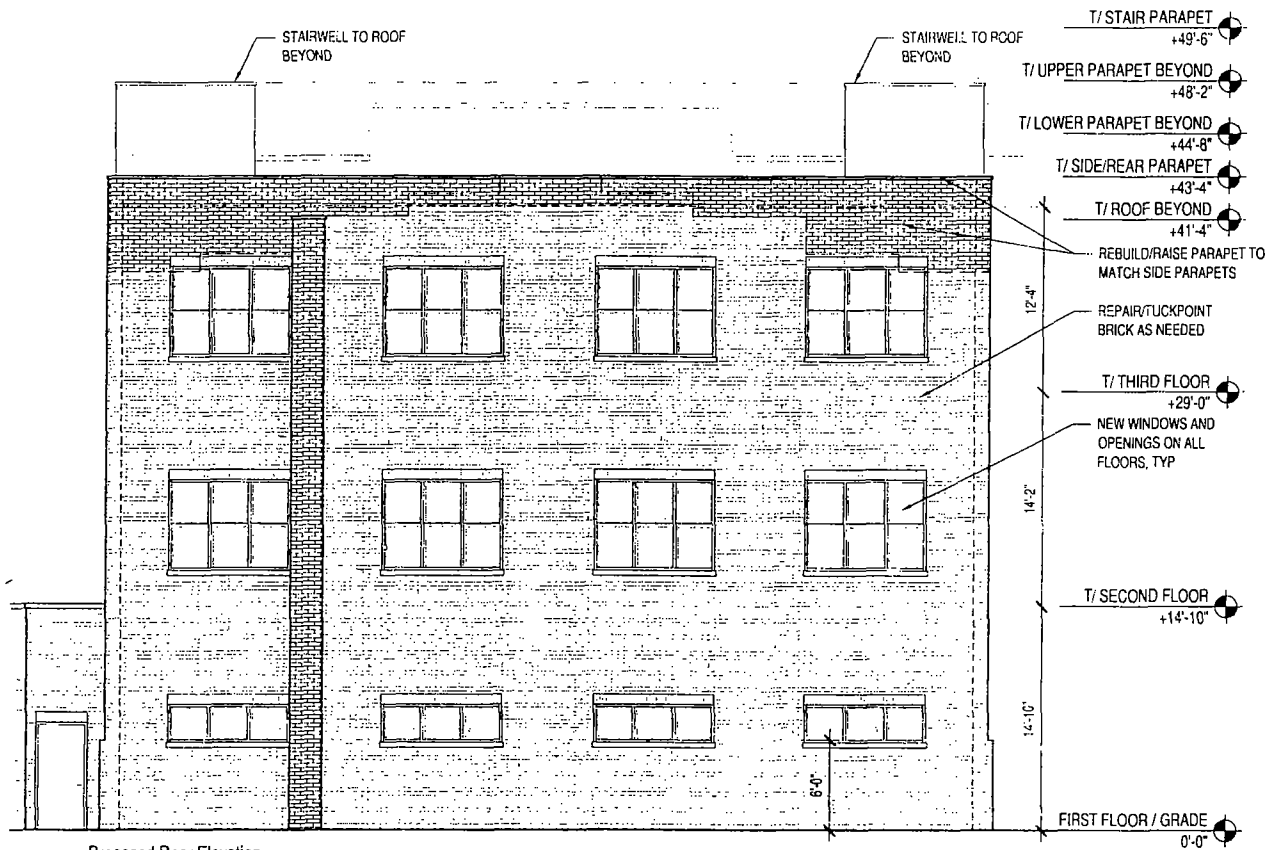 STAIRWELL TO ROOF
BEYOND
STAIRWELL TO ROOF
BEYOND
T/ STAIR PARAPET
+49'-6"
T/ UPPER PARAPET BEYOND
+48'-2"
T/ LOWER PARAPET BEYOND
+44'-8"
T/ SIDE/REAR PARAPET
+43'-4"
T/ ROOF BEYOND
+41'-4"
REBUILD/RAISE PARAPET TO
MATCH SIDE PARAPETS
12'-4"
REPAIR/TUCKPOINT
BRICK AS NEEDED
T/ THIRD FLOOR
+29'-0"
NEW WINDOWS AND
OPENINGS ON ALL
FLOORS, TYP
14'-2"
T/ SECOND FLOOR
+14'-10"
14'-10"
6'-0"
FIRST FLOOR / GRADE
0'-0"
Proposed Rear Elevation